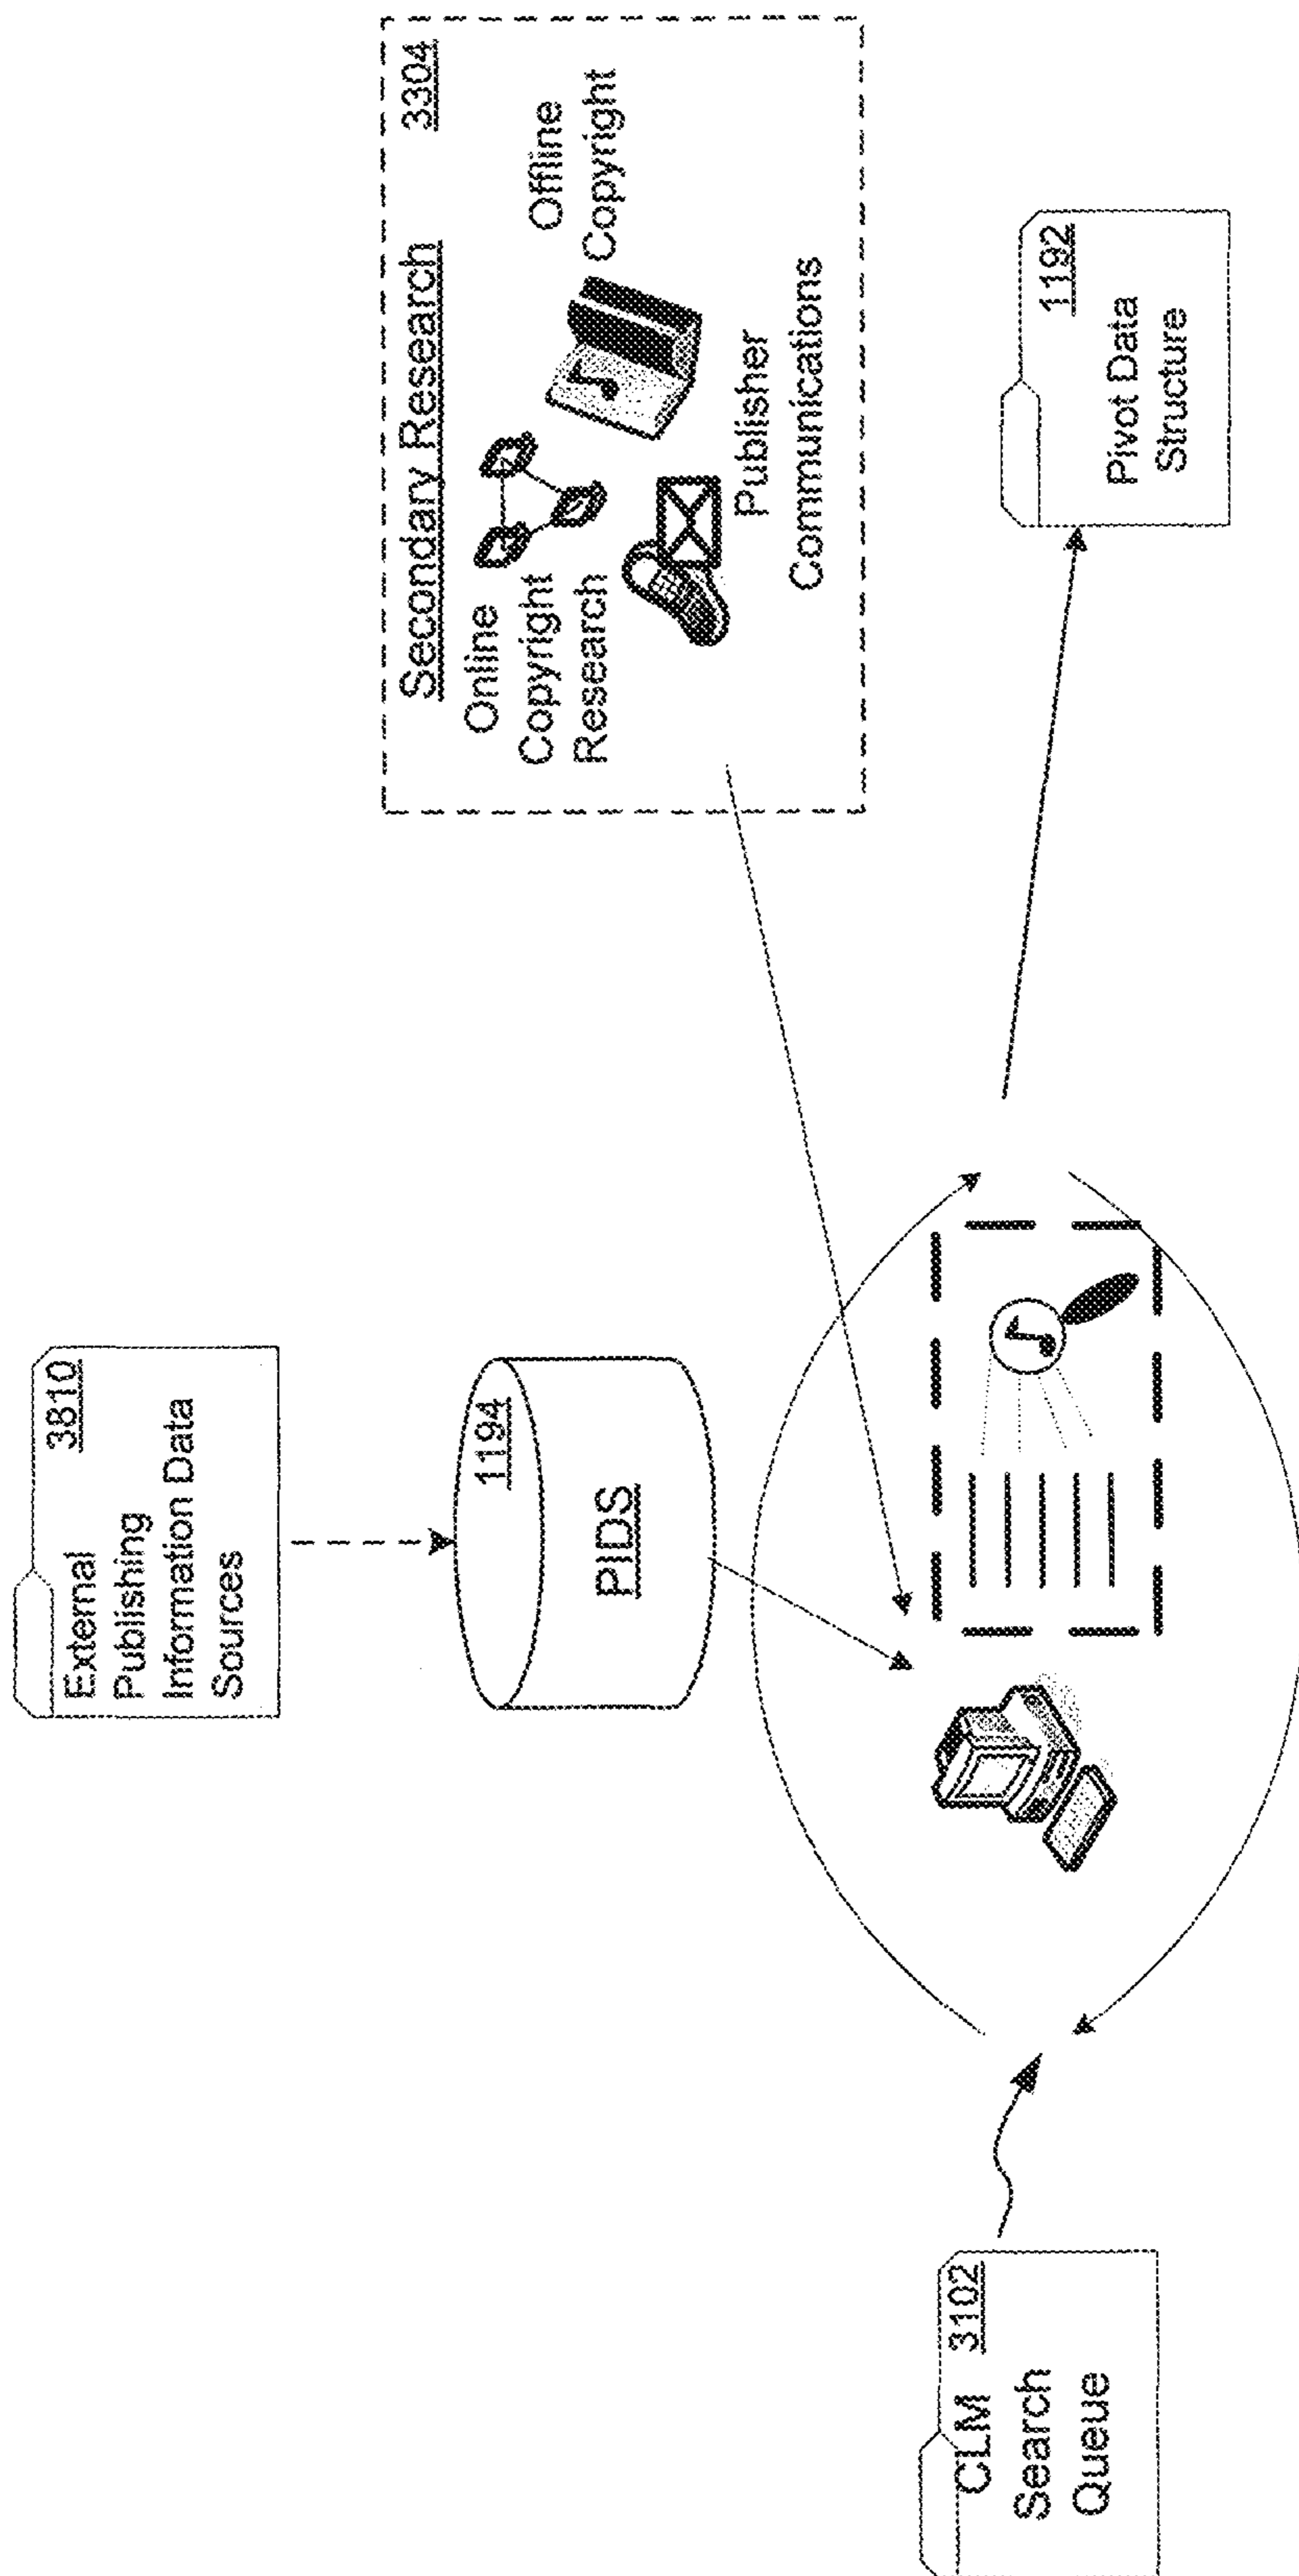 3810
External
Publishing
Information Data
Sources
1194
PIDS
Secondary Research 3304
Online
Copyright
Research
Offline
Copyright
Publisher
Communications
CLM 3102
Search
Queue
1192
Pivot Data
Structure